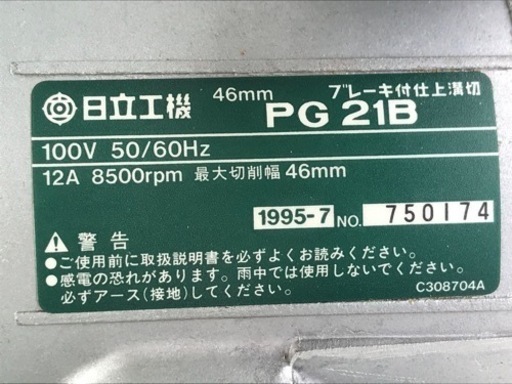 日立工機 46mm ブレーキ付仕上溝切
PG 21B
100V 50/60Hz
12A 8500rpm 最大切削幅 46mm
1995-7 NO. 750174
警告
●ご使用前に取扱説明書を必ずよくお読みください。
●感電の恐れがあります。雨中では使用しないでください。
必ずアース(接地)してください。
C308704A